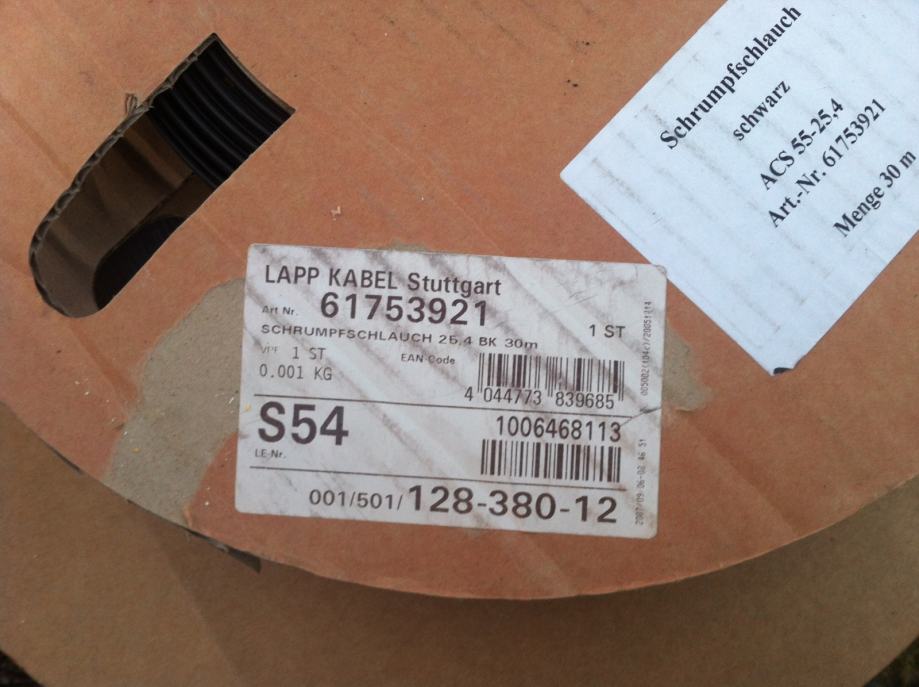 LAPP KABEL Stuttgart
Art Nr. 61753921
SCHRUMPFSCHLAUCH 25,4 BK 30m
1 ST
VPF 1 ST
EAN-Code
0.001 KG
4 044773 839685
S54
1006468113
LE-Nr.
001/501/128-380-12
Schrumpfschlauch
schwarz
ACS 55-25,4
Art.-Nr. 61753921
Menge 30 m